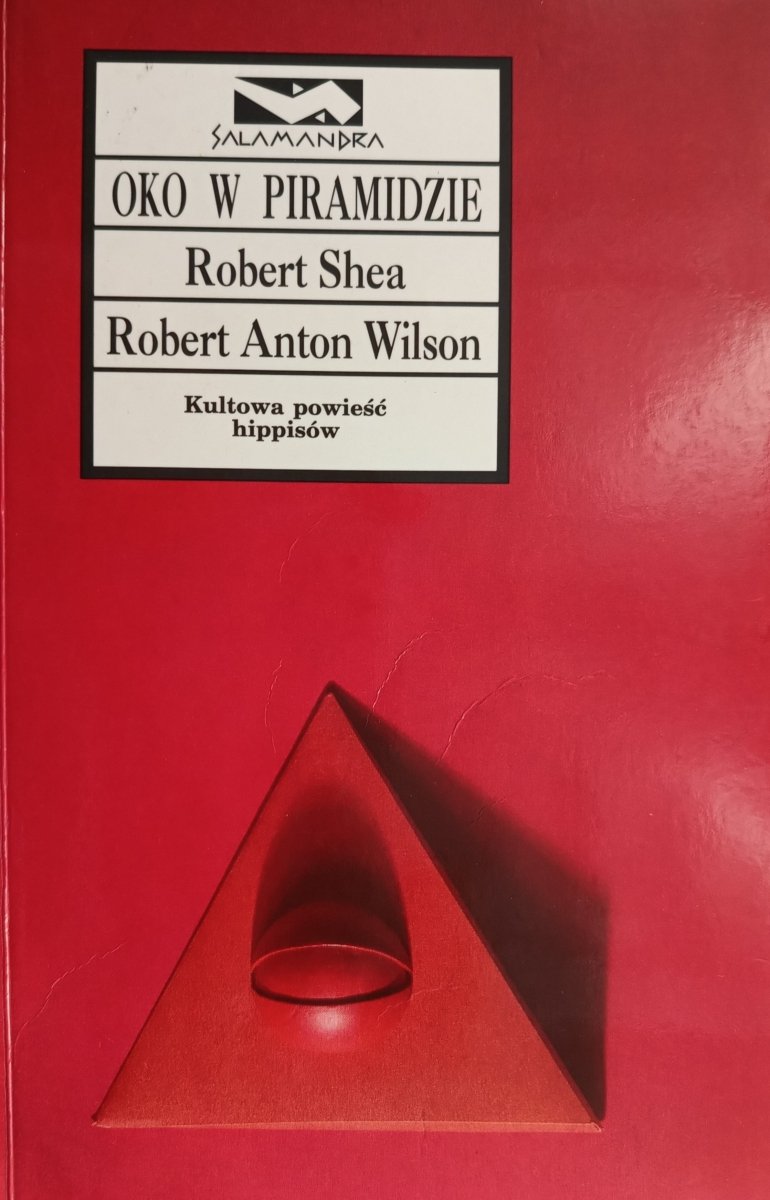 SALAMANDRA
OKO W PIRAMIDZIE
Robert Shea
Robert Anton Wilson
Kultowa powieść
hippisów